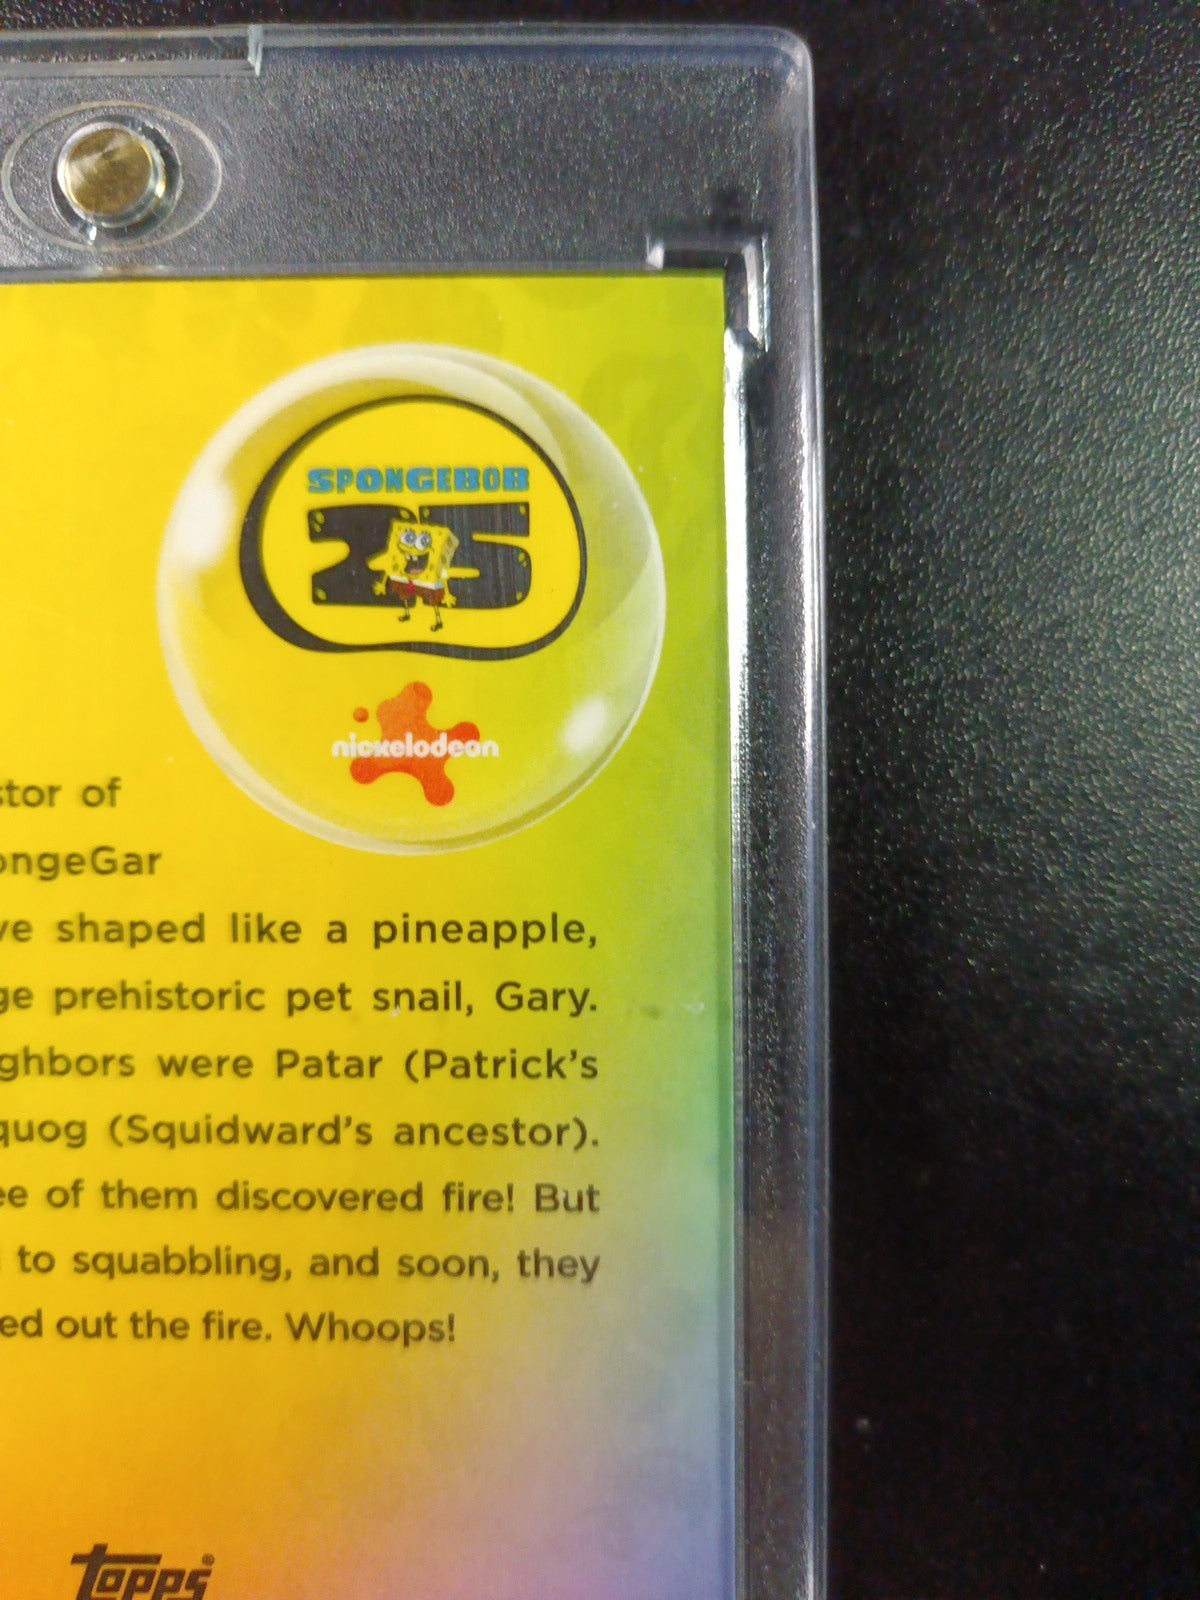 SPONGEBOB
25
nickelodeon
stor of
ongeGar
ve shaped like a pineapple,
ge prehistoric pet snail, Gary.
ghbors were Patar (Patrick's
quog (Squidward's ancestor).
ee of them discovered fire! But
to squabbling, and soon, they
ed out the fire. Whoops!
Topps®